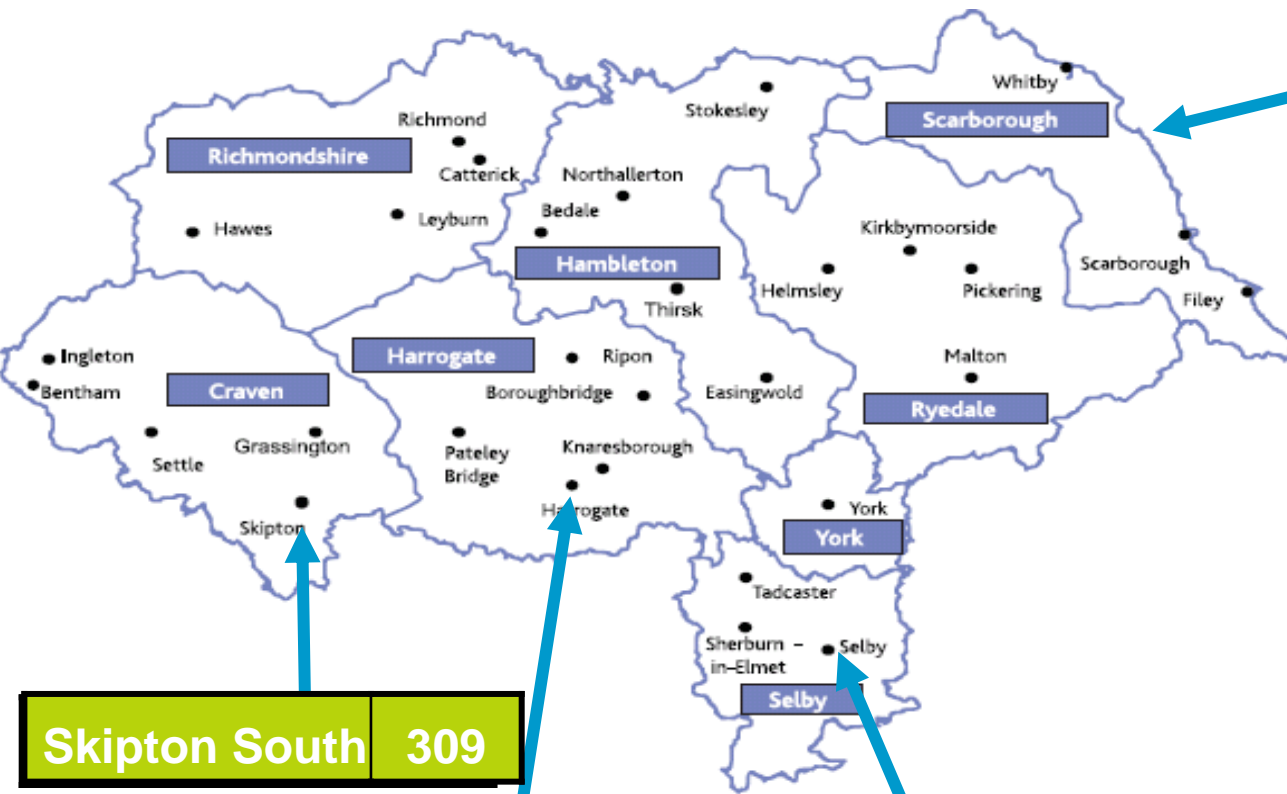 Whitby
Stokesley
Scarborough
Richmond
Richmondshire
Catterick
Northallerton
Bedale
Leyburn
Hawes
Kirkbymoorside
Hambleton
Scarborough
Helmsley
Pickering
Filey
Thirsk
Ingleton
Harrogate
Ripon
Malton
Bentham
Craven
Boroughbridge
Easingwold
Ryedale
Grassington
Settle
Pateley
Bridge
Knaresborough
Harrogate
York
Skipton
York
Tadcaster
Sherburn –
in–Elmet
Selby
Selby
Skipton South 309